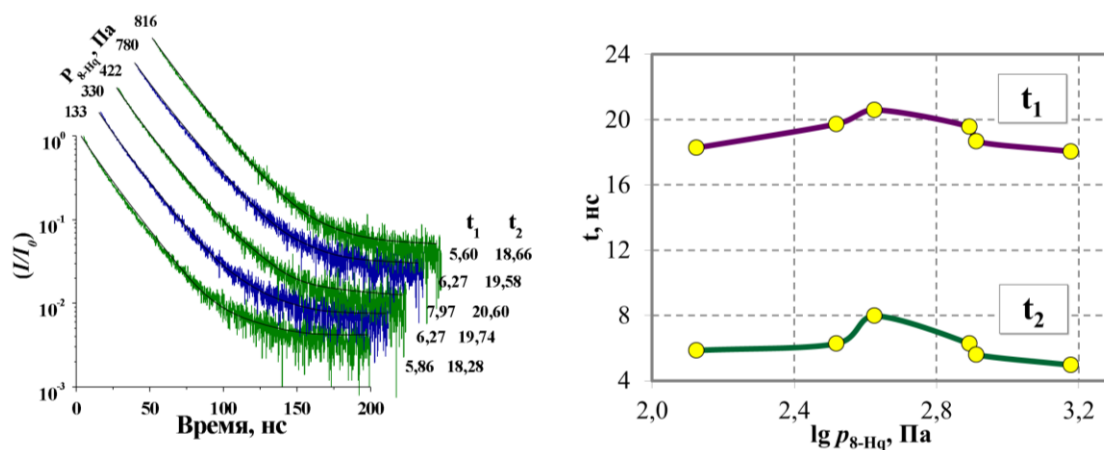 P8-Hq, Па
816
780
422
330
133
10⁰
10⁻¹
10⁻²
10⁻³
(I/I₀)
t₁ t₂
5,60 18,66
6,27 19,58
7,97 20,60
6,27 19,74
5,86 18,28
0 50 100 150 200
Время, нс
24
20
16
12
8
4
t, нс
t₁
t₂
2,0 2,4 2,8 3,2
lg p8-Hq, Па